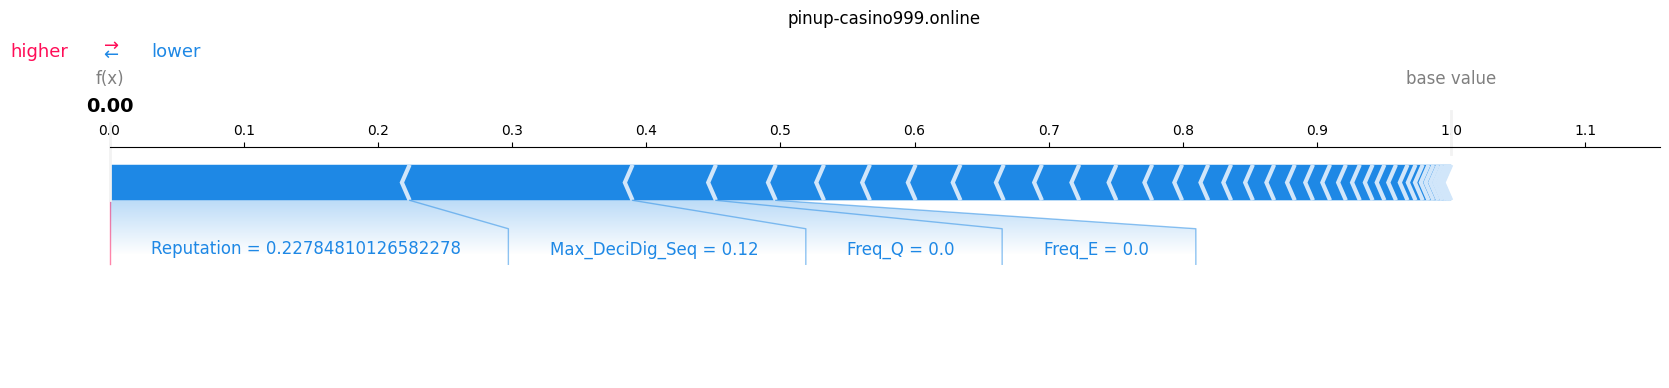 pinup-casino999.online
higher ⇄ lower
f(x)
base value
0.00
0.0 0.1 0.2 0.3 0.4 0.5 0.6 0.7 0.8 0.9 1.0 1.1
Reputation = 0.22784810126582278
Max_DeciDig_Seq = 0.12
Freq_Q = 0.0
Freq_E = 0.0